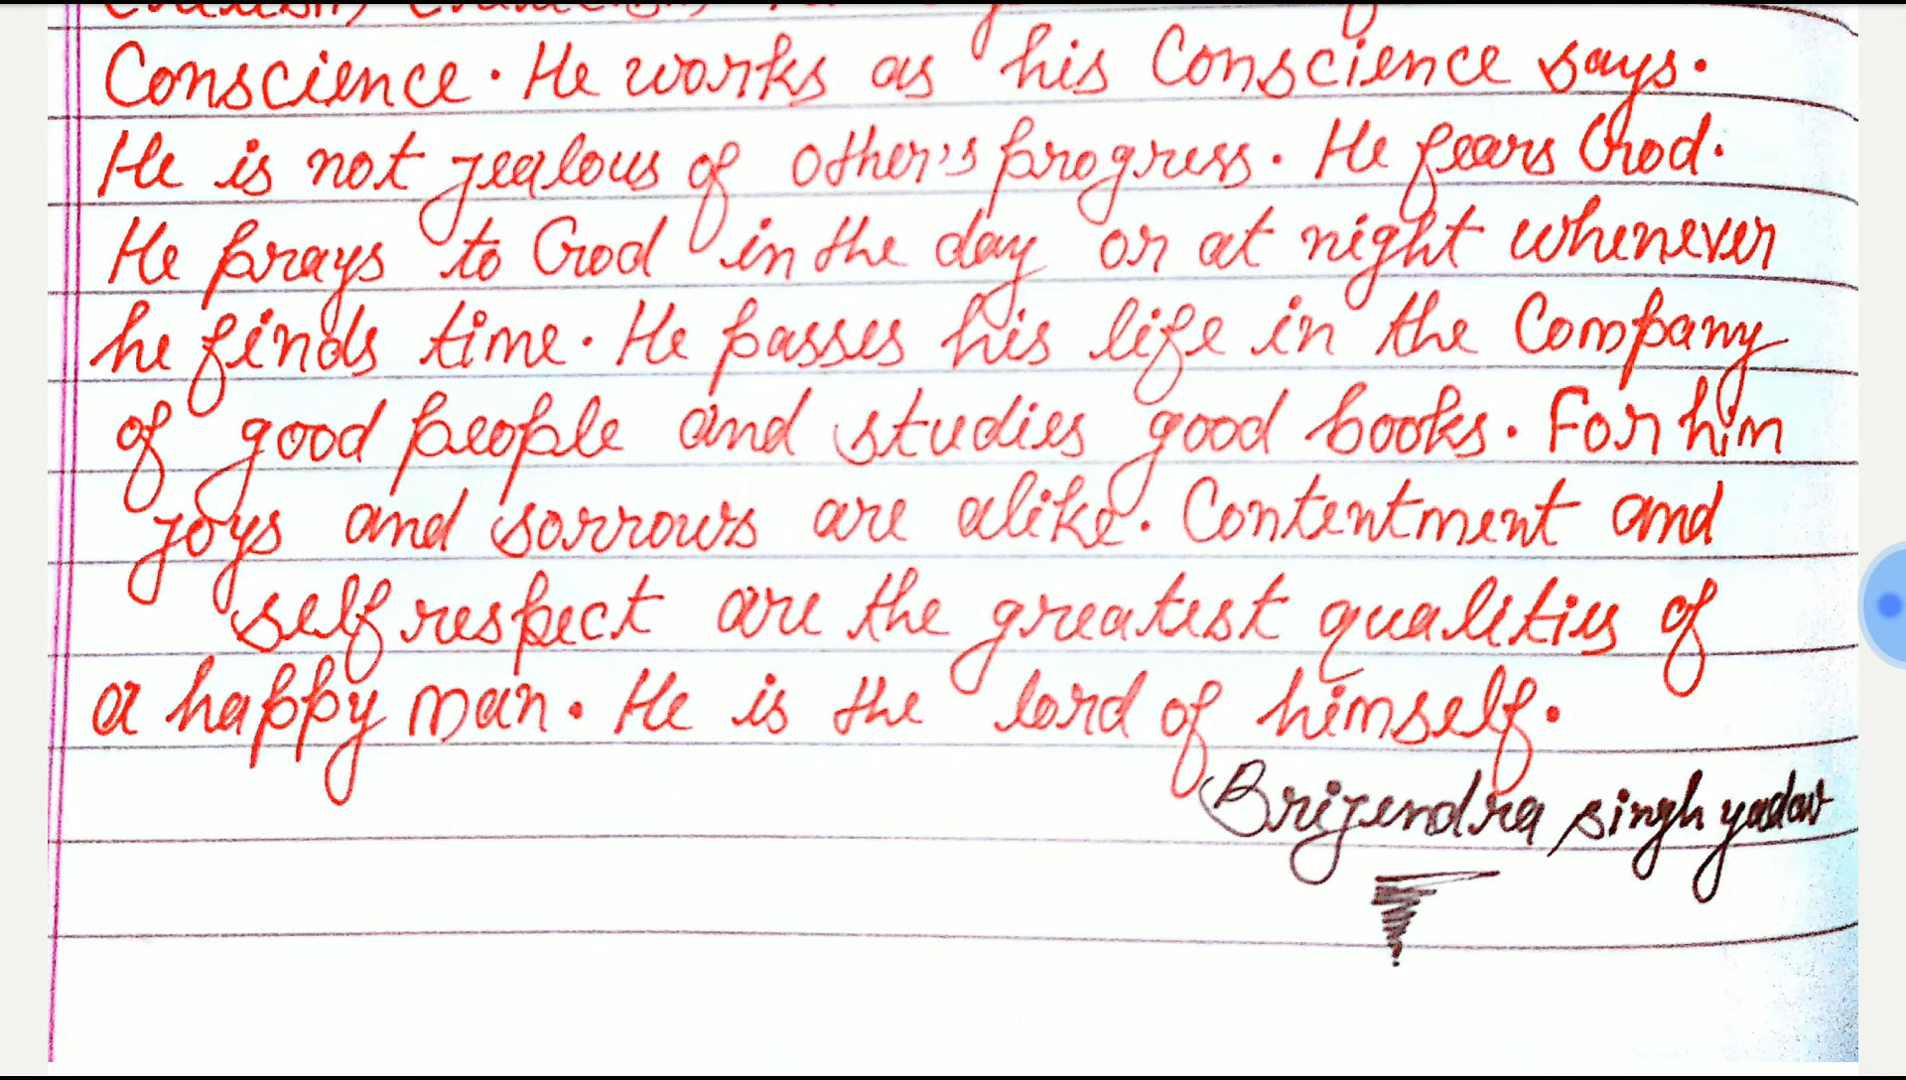 Conscience. He works as his Conscience says.
He is not jealous of other's progress. He fears God.
He prays to God in the day or at night whenever
he finds time. He passes his life in the Company
of good people and studies good books. For him
joys and sorrows are alike. Contentment and
self respect are the greatest qualities of
a happy man. He is the lord of himself.
Brijendra singh yadav